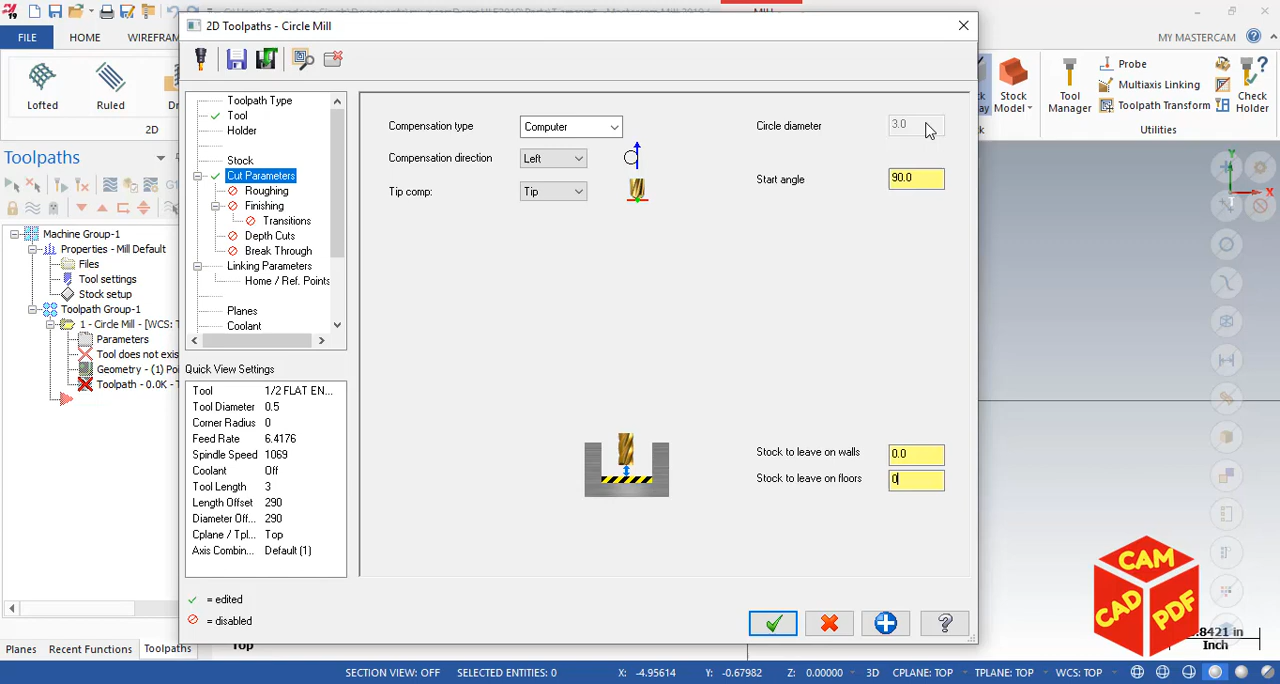 19
2D Toolpaths - Circle Mill
FILE
HOME
WIREFRAM
MY MASTERCAM
Lofted
Ruled
2D
Stock
Model
Tool
Manager
Probe
Multiaxis Linking
Toolpath Transform
Check
Holder
Utilities
Toolpaths
Machine Group-1
Properties - Mill Default
Files
Tool settings
Stock setup
Toolpath Group-1
1 - Circle Mill - [WCS: T
Parameters
Tool does not exis
Geometry - (1) Po
Toolpath - 0.0K - T
Toolpath Type
Tool
Holder
Stock
Cut Parameters
Roughing
Finishing
Transitions
Depth Cuts
Break Through
Linking Parameters
Home / Ref. Points
Planes
Coolant
Quick View Settings
Tool 1/2 FLAT EN...
Tool Diameter 0.5
Corner Radius 0
Feed Rate 6.4176
Spindle Speed 1069
Coolant Off
Tool Length 3
Length Offset 290
Diameter Off... 290
Cplane / Tpl... Top
Axis Combin... Default (1)
= edited
= disabled
Compensation type Computer
Compensation direction Left
Tip comp: Tip
Circle diameter 3.0
Start angle 90.0
Stock to leave on walls 0.0
Stock to leave on floors 0
CAM
CAD
PDF
.8421 in
Inch
Planes Recent Functions Toolpaths
Top
SECTION VIEW: OFF SELECTED ENTITIES: 0 X: -4.95614 Y: -0.67982 Z: 0.00000 3D CPLANE: TOP TPLANE: TOP WCS: TOP